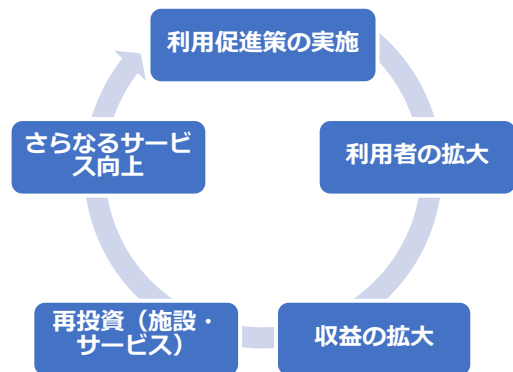 利用促進策の実施
利用者の拡大
収益の拡大
再投資（施設・
サービス）
さらなるサービ
ス向上